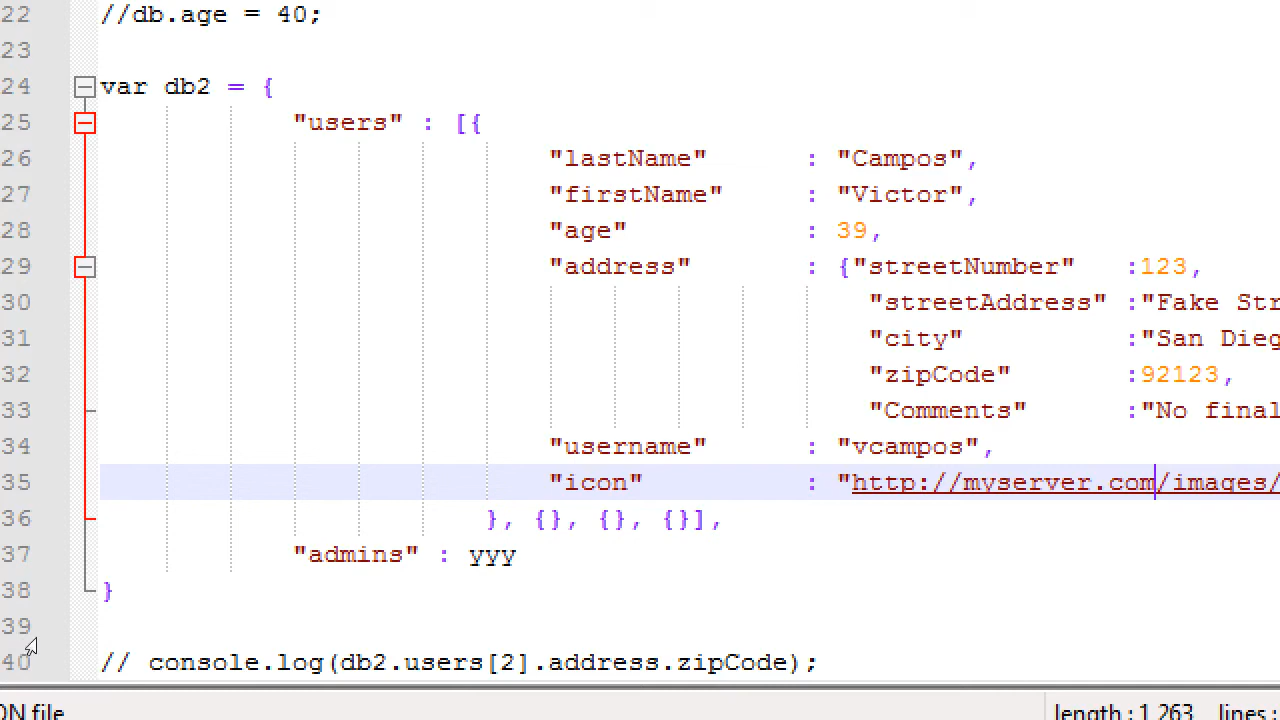 22 //db.age = 40;
23
24 var db2 = {
25 "users" : [{
26 "lastName" : "Campos",
27 "firstName" : "Victor",
28 "age" : 39,
29 "address" : {"streetNumber" :123,
30 "streetAddress" :"Fake Str
31 "city" :"San Dieg
32 "zipCode" :92123,
33 "Comments" :"No final
34 "username" : "vcampos",
35 "icon" : "http://myserver.com/images/
36 }, {}, {}, {}],
37 "admins" : yyy
38 }
39
40 // console.log(db2.users[2].address.zipCode);
ON file length : 1,263 lines :